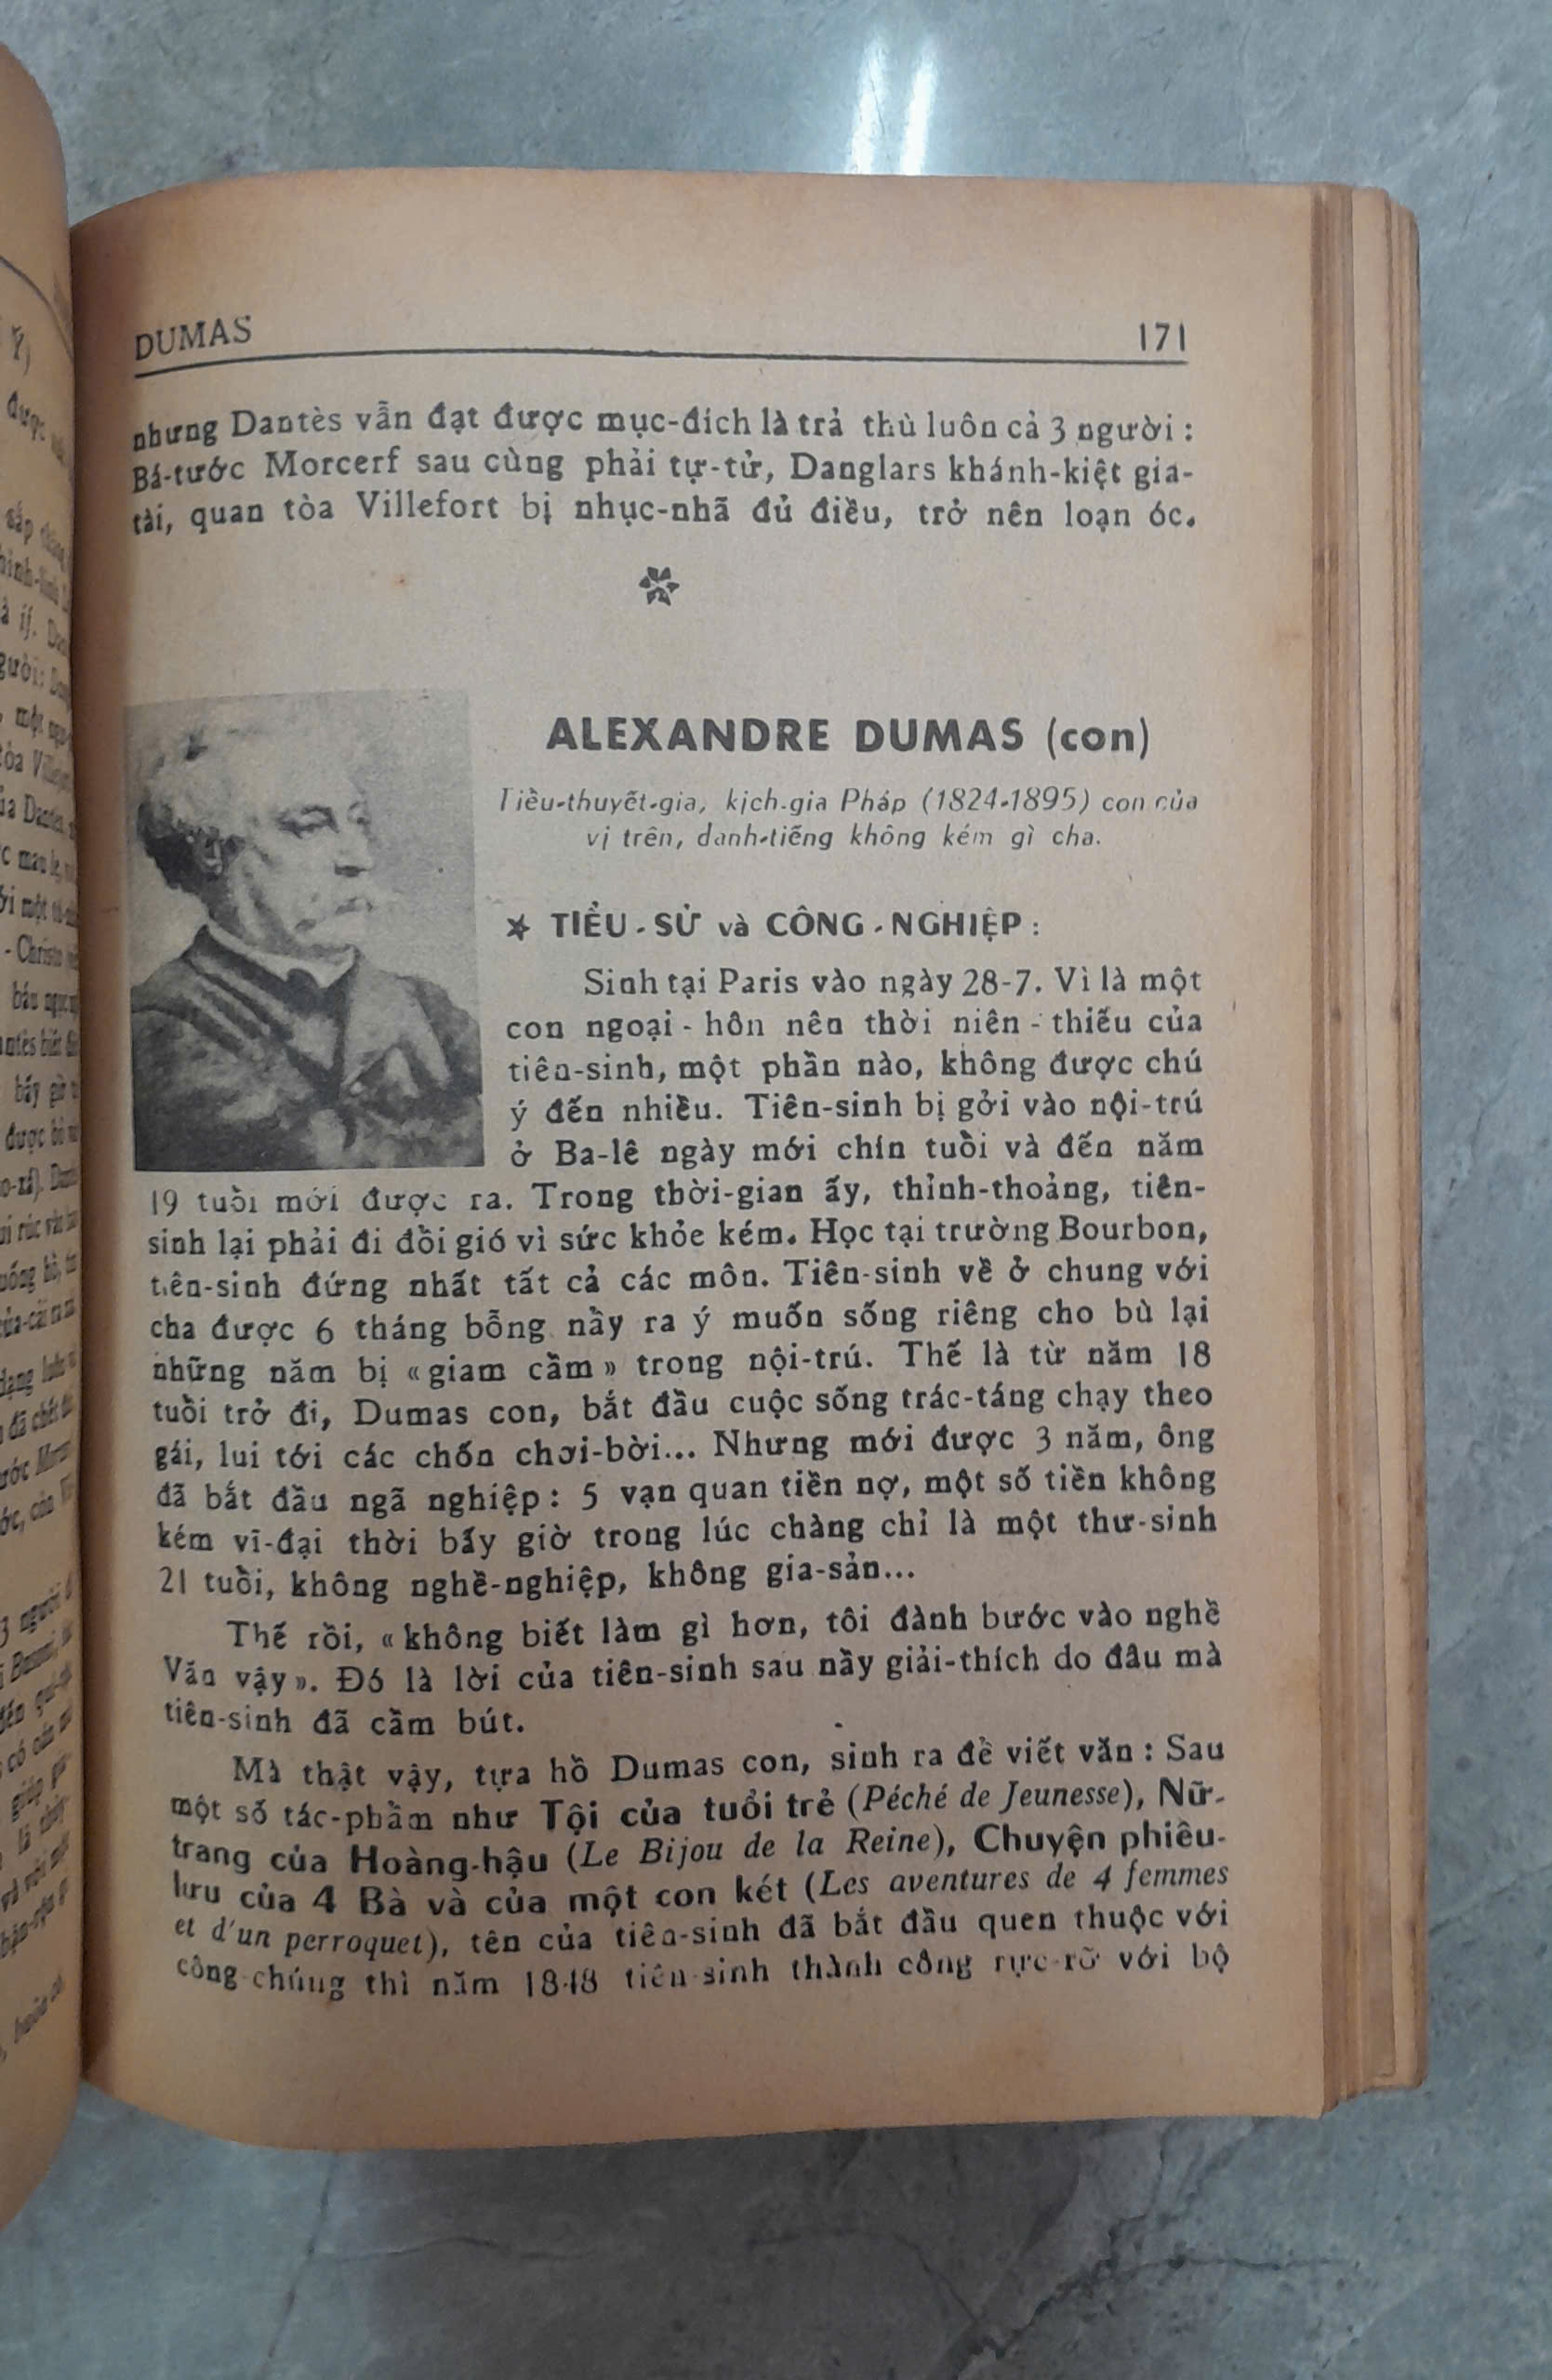 DUMAS 171
nhưng Dantès vẫn đạt được mục-đích là trả thù luôn cả 3 người :
Bá-tước Morcerf sau cùng phải tự-tử, Danglars khánh-kiệt gia-
tài, quan tòa Villefort bị nhục-nhã đủ điều, trở nên loạn óc.
ALEXANDRE DUMAS (con)
Tiểu-thuyết-gia, kịch-gia Pháp (1824-1895) con của
vị trên, danh-tiếng không kém gì cha.
★ TIỂU - SỬ và CÔNG - NGHIỆP :
Sinh tại Paris vào ngày 28-7. Vì là một
con ngoại - hôn nên thời niên - thiếu của
tiên-sinh, một phần nào, không được chú
ý đến nhiều. Tiên-sinh bị gởi vào nội-trú
ở Ba-lê ngày mới chín tuổi và đến năm
19 tuổi mới được ra. Trong thời-gian ấy, thỉnh-thoảng, tiên-
sinh lại phải đi đổi gió vì sức khỏe kém. Học tại trường Bourbon,
tiên-sinh đứng nhất tất cả các môn. Tiên-sinh về ở chung với
cha được 6 tháng bỗng nầy ra ý muốn sống riêng cho bù lại
những năm bị « giam cầm » trong nội-trú. Thế là từ năm 18
tuổi trở đi, Dumas con, bắt đầu cuộc sống trác-táng chạy theo
gái, lui tới các chốn chơi-bời... Nhưng mới được 3 năm, ông
đã bắt đầu ngã nghiệp : 5 vạn quan tiền nợ, một số tiền không
kém vĩ-đại thời bấy giờ trong lúc chàng chỉ là một thư-sinh
21 tuổi, không nghề-nghiệp, không gia-sản...
Thế rồi, « không biết làm gì hơn, tôi đành bước vào nghề
Văn vậy ». Đó là lời của tiên-sinh sau nầy giải-thích do đâu mà
tiên-sinh đã cầm bút.
Mà thật vậy, tựa hồ Dumas con, sinh ra để viết văn : Sau
một số tác-phẩm như Tội của tuổi trẻ (Péché de Jeunesse), Nữ-
trang của Hoàng-hậu (Le Bijou de la Reine), Chuyện phiêu-
lưu của 4 Bà và của một con két (Les aventures de 4 femmes
et d'un perroquet), tên của tiên-sinh đã bắt đầu quen thuộc với
công-chúng thì năm 1848 tiên-sinh thành công rực-rỡ với bộ